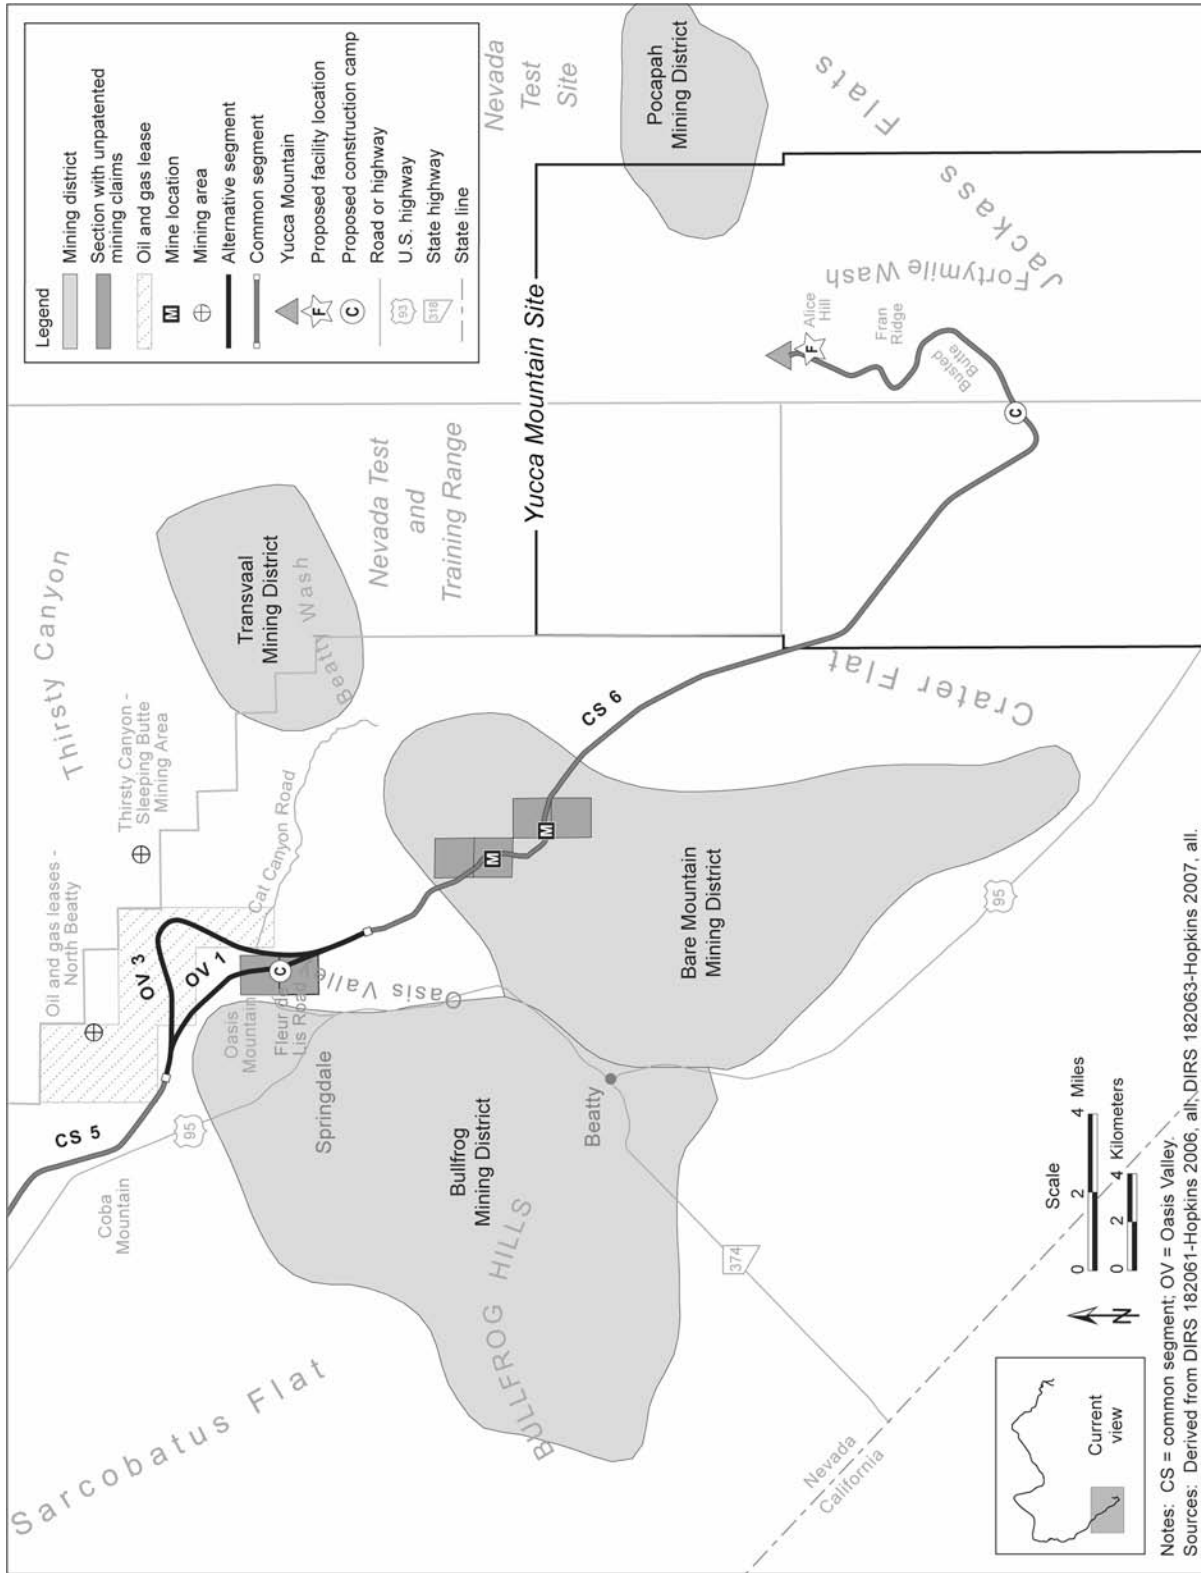 Legend
Mining district
Section with unpatented
mining claims
Oil and gas lease
M
Mine location
Mining area
Alternative segment
Common segment
Yucca Mountain
F
Proposed facility location
C
Proposed construction camp
Road or highway
93
U.S. highway
318
State highway
State line
Sarcobatus Flat
Coba
Mountain
CS 5
95
Oil and gas leases -
North Beatty
Thirsty Canyon -
Sleeping Butte
Mining Area
Thirsty Canyon
OV 3
OV 1
Cat Canyon Road
Oasis
Mountain
Fleur de
Lis Road
C
Springdale
Oasis Valley
Transvaal
Mining District
Beatty Wash
Nevada Test
and
Training Range
Nevada
Test
Site
Bullfrog
Mining District
BULLFROG HILLS
M
M
CS 6
Yucca Mountain Site
Pocapah
Mining District
Beatty
Bare Mountain
Mining District
374
95
Crater Flat
F
Alice
Hill
Fran
Ridge
Busted
Butte
Fortymile Wash
Jackass Flats
C
Nevada
California
Current
view
N
Scale
0 2 4 Miles
0 2 4 Kilometers
Notes: CS = common segment; OV = Oasis Valley.
Sources: Derived from DIRS 182061-Hopkins 2006, all; DIRS 182063-Hopkins 2007, all.